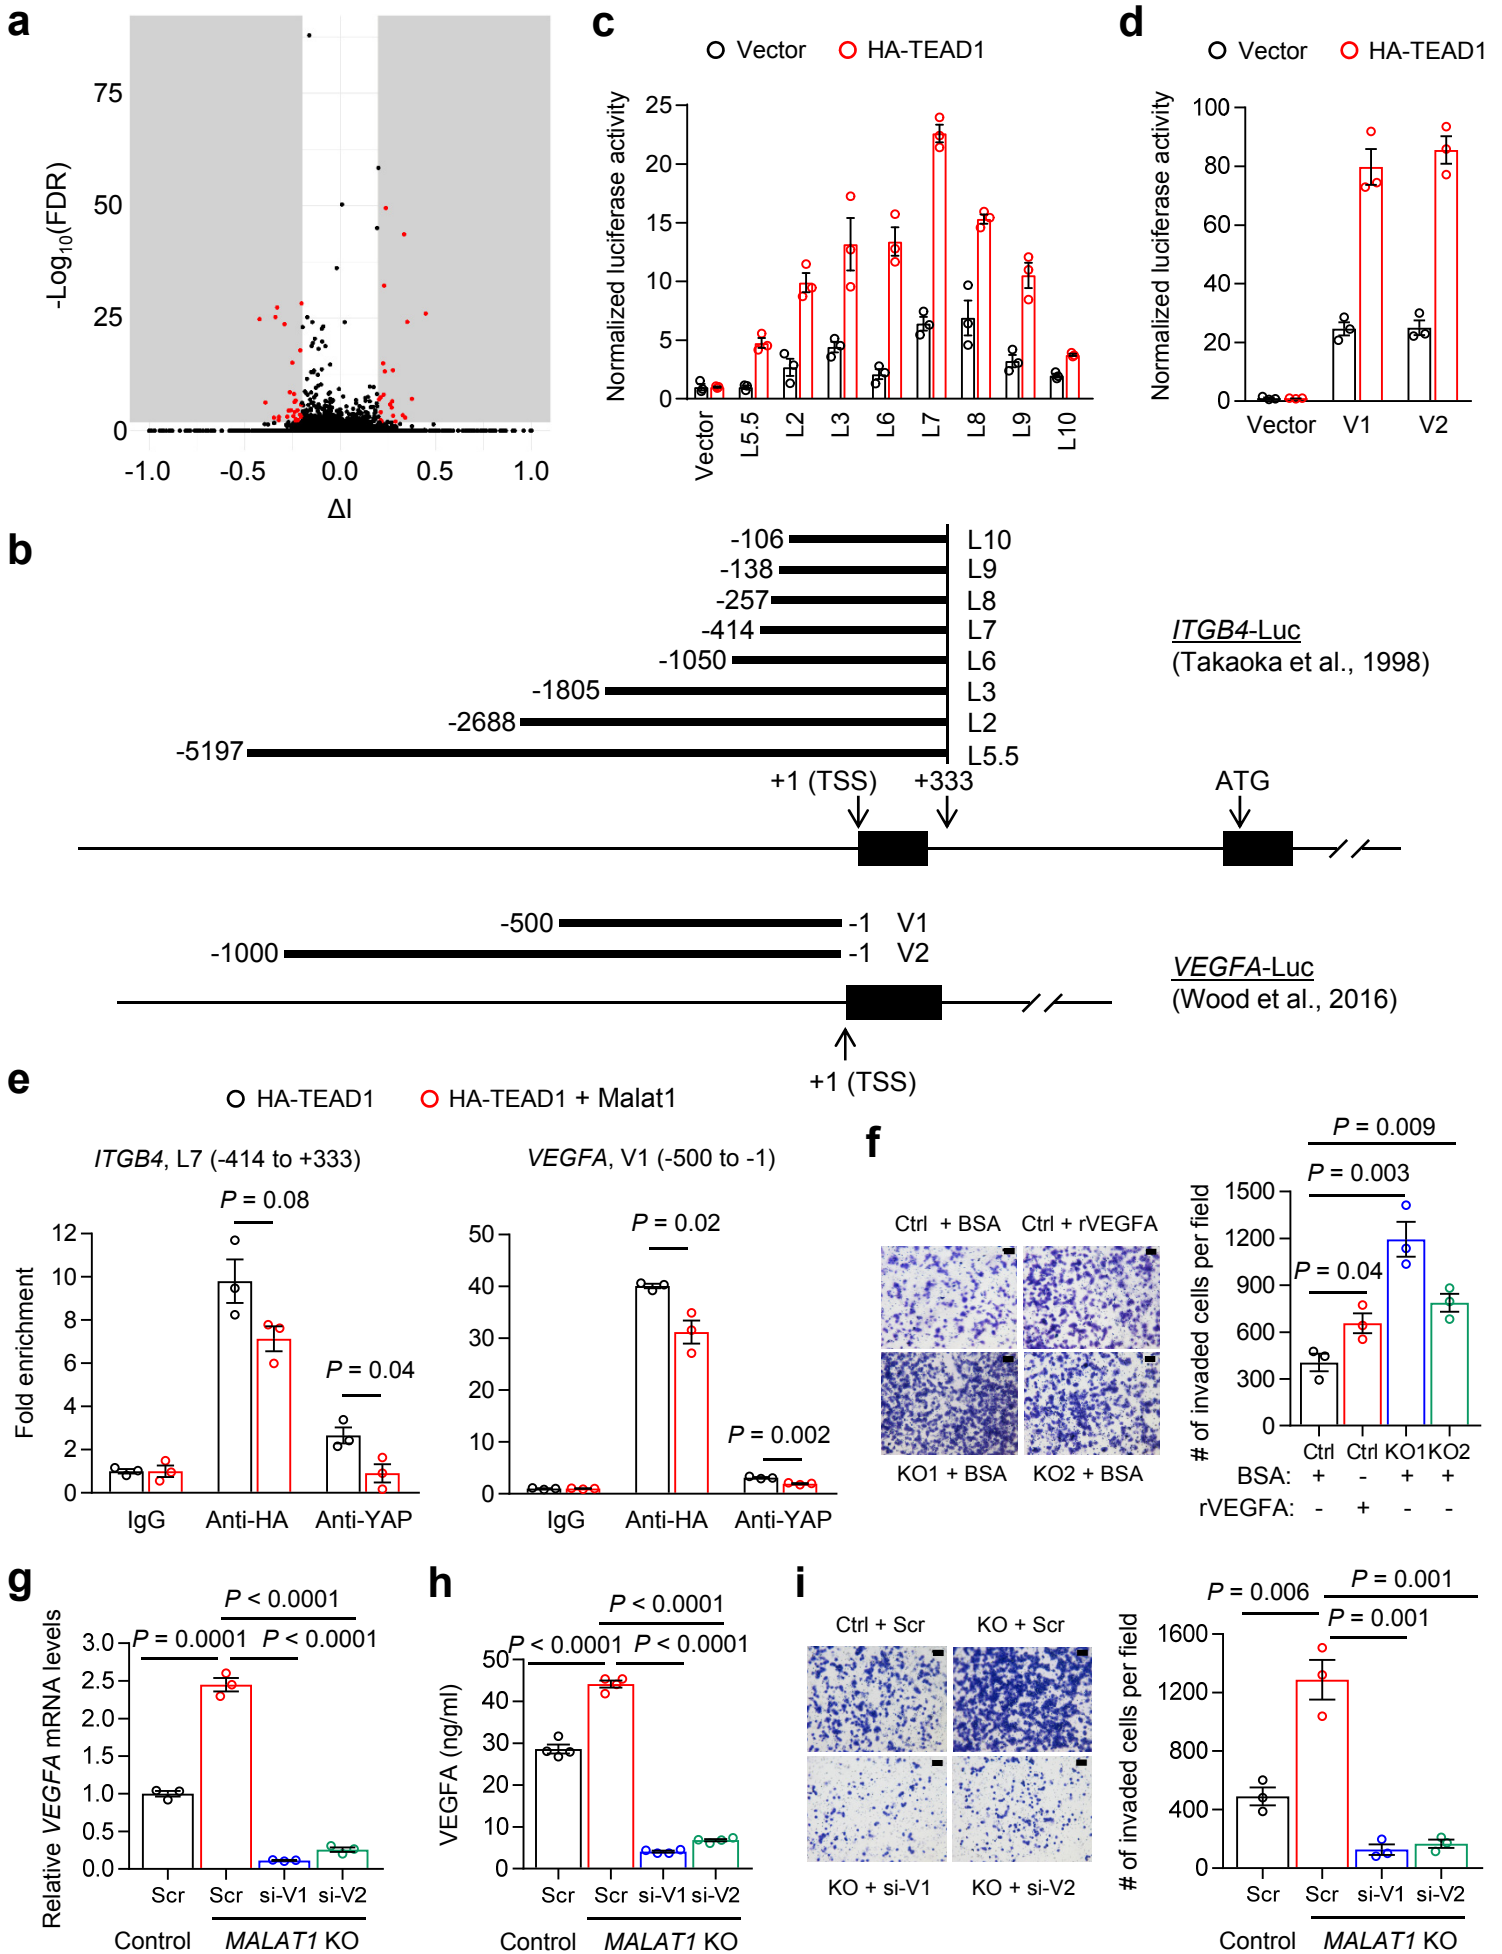 a
-Log10(FDR)
75
50
25
0
-1.0 -0.5 0.0 0.5 1.0
ΔI
c
Vector HA-TEAD1
Normalized luciferase activity
25
20
15
10
5
0
Vector L5.5 L2 L3 L6 L7 L8 L9 L10
d
Vector HA-TEAD1
Normalized luciferase activity
100
80
60
40
20
0
Vector V1 V2
b
-106 L10
-138 L9
-257 L8
-414 L7
-1050 L6
-1805 L3
-2688 L2
-5197 L5.5
ITGB4-Luc
(Takaoka et al., 1998)
+1 (TSS) +333 ATG
-500 -1 V1
-1000 -1 V2
VEGFA-Luc
(Wood et al., 2016)
+1 (TSS)
e
HA-TEAD1 HA-TEAD1 + Malat1
ITGB4, L7 (-414 to +333)
P = 0.08
P = 0.04
Fold enrichment
12
10
8
6
4
2
0
IgG Anti-HA Anti-YAP
VEGFA, V1 (-500 to -1)
P = 0.02
P = 0.002
50
40
30
20
10
0
IgG Anti-HA Anti-YAP
f
Ctrl + BSA Ctrl + rVEGFA
KO1 + BSA KO2 + BSA
P = 0.009
P = 0.003
P = 0.04
# of invaded cells per field
1500
1200
900
600
300
0
Ctrl Ctrl KO1 KO2
BSA: + - + +
rVEGFA: - + - -
g
P < 0.0001
P = 0.0001 P < 0.0001
Relative VEGFA mRNA levels
3.0
2.5
2.0
1.5
1.0
0.5
0.0
Scr Scr si-V1 si-V2
Control MALAT1 KO
h
P < 0.0001
P < 0.0001 P < 0.0001
VEGFA (ng/ml)
50
40
30
20
10
0
Scr Scr si-V1 si-V2
Control MALAT1 KO
i
Ctrl + Scr KO + Scr
KO + si-V1 KO + si-V2
P = 0.001
P = 0.006
P = 0.001
# of invaded cells per field
1600
1200
800
400
0
Scr Scr si-V1 si-V2
Control MALAT1 KO